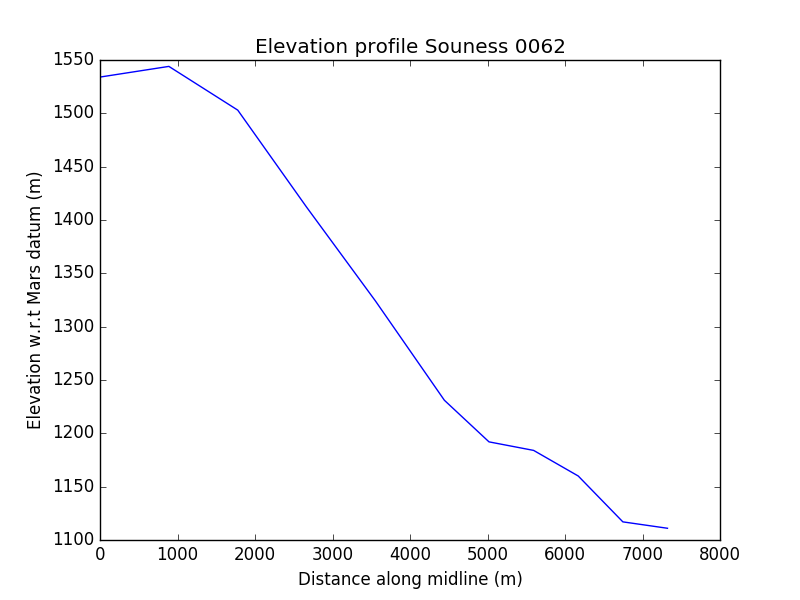 Elevation profile Souness 0062
1550
1500
1450
1400
1350
1300
1250
1200
1150
1100
Elevation w.r.t Mars datum (m)
0 1000 2000 3000 4000 5000 6000 7000 8000
Distance along midline (m)